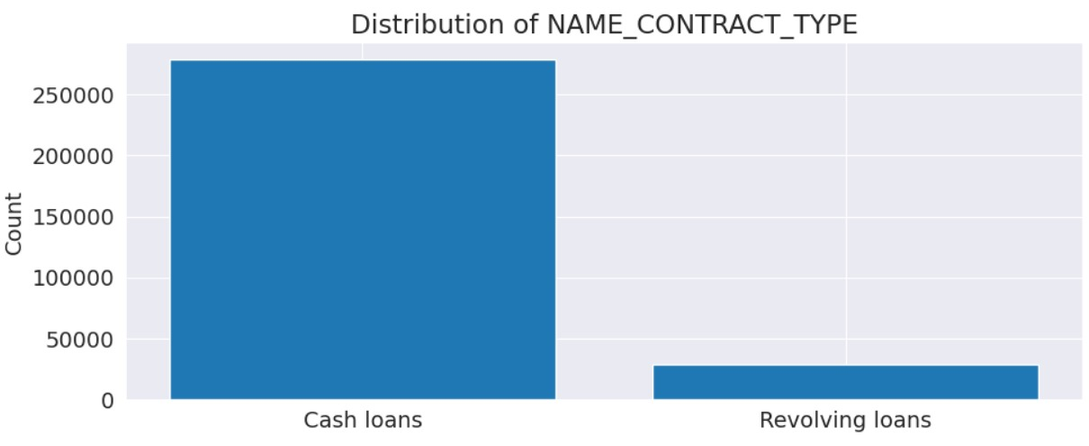 Distribution of NAME_CONTRACT_TYPE
Count
250000
200000
150000
100000
50000
0
Cash loans
Revolving loans